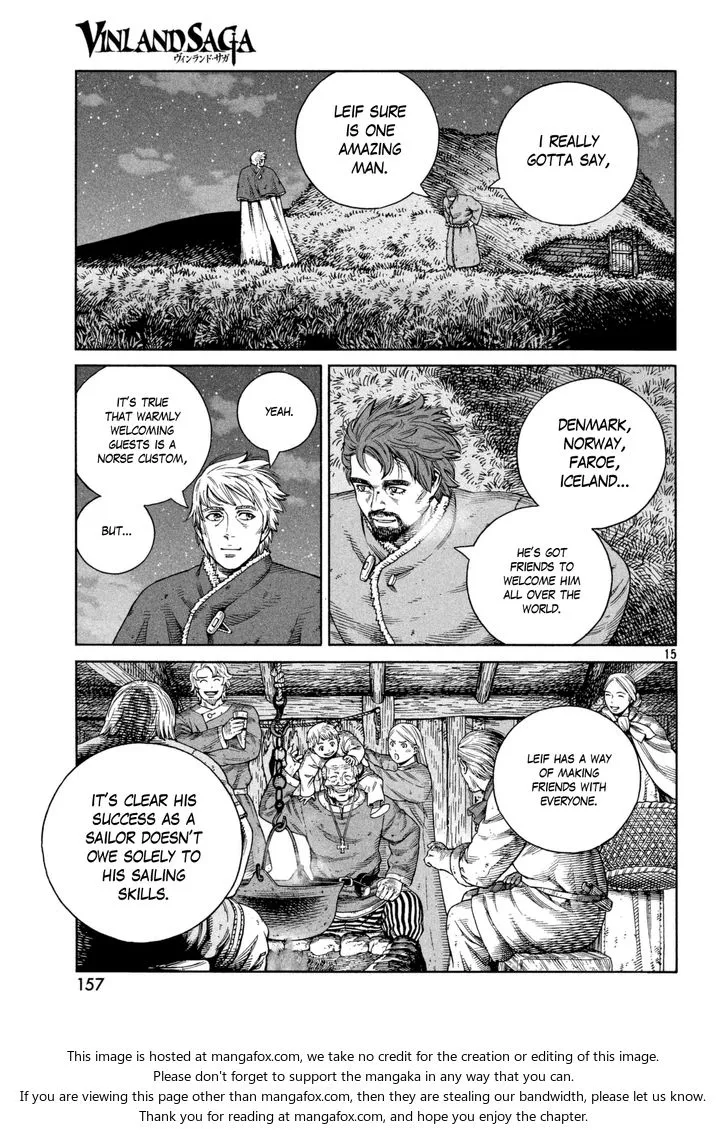 VINLAND SAGA
ヴィンランド・サガ
I REALLY
GOTTA SAY,
LEIF SURE
IS ONE
AMAZING
MAN.
DENMARK,
NORWAY,
FAROE,
ICELAND...
HE'S GOT
FRIENDS TO
WELCOME HIM
ALL OVER THE
WORLD.
YEAH.
IT'S TRUE
THAT WARMLY
WELCOMING
GUESTS IS A
NORSE CUSTOM,
BUT...
15
LEIF HAS A WAY
OF MAKING
FRIENDS WITH
EVERYONE.
IT'S CLEAR HIS
SUCCESS AS A
SAILOR DOESN'T
OWE SOLELY TO
HIS SAILING
SKILLS.
157
This image is hosted at mangafox.com, we take no credit for the creation or editing of this image.
Please don't forget to support the mangaka in any way that you can.
If you are viewing this page other than mangafox.com, then they are stealing our bandwidth, please let us know.
Thank you for reading at mangafox.com, and hope you enjoy the chapter.